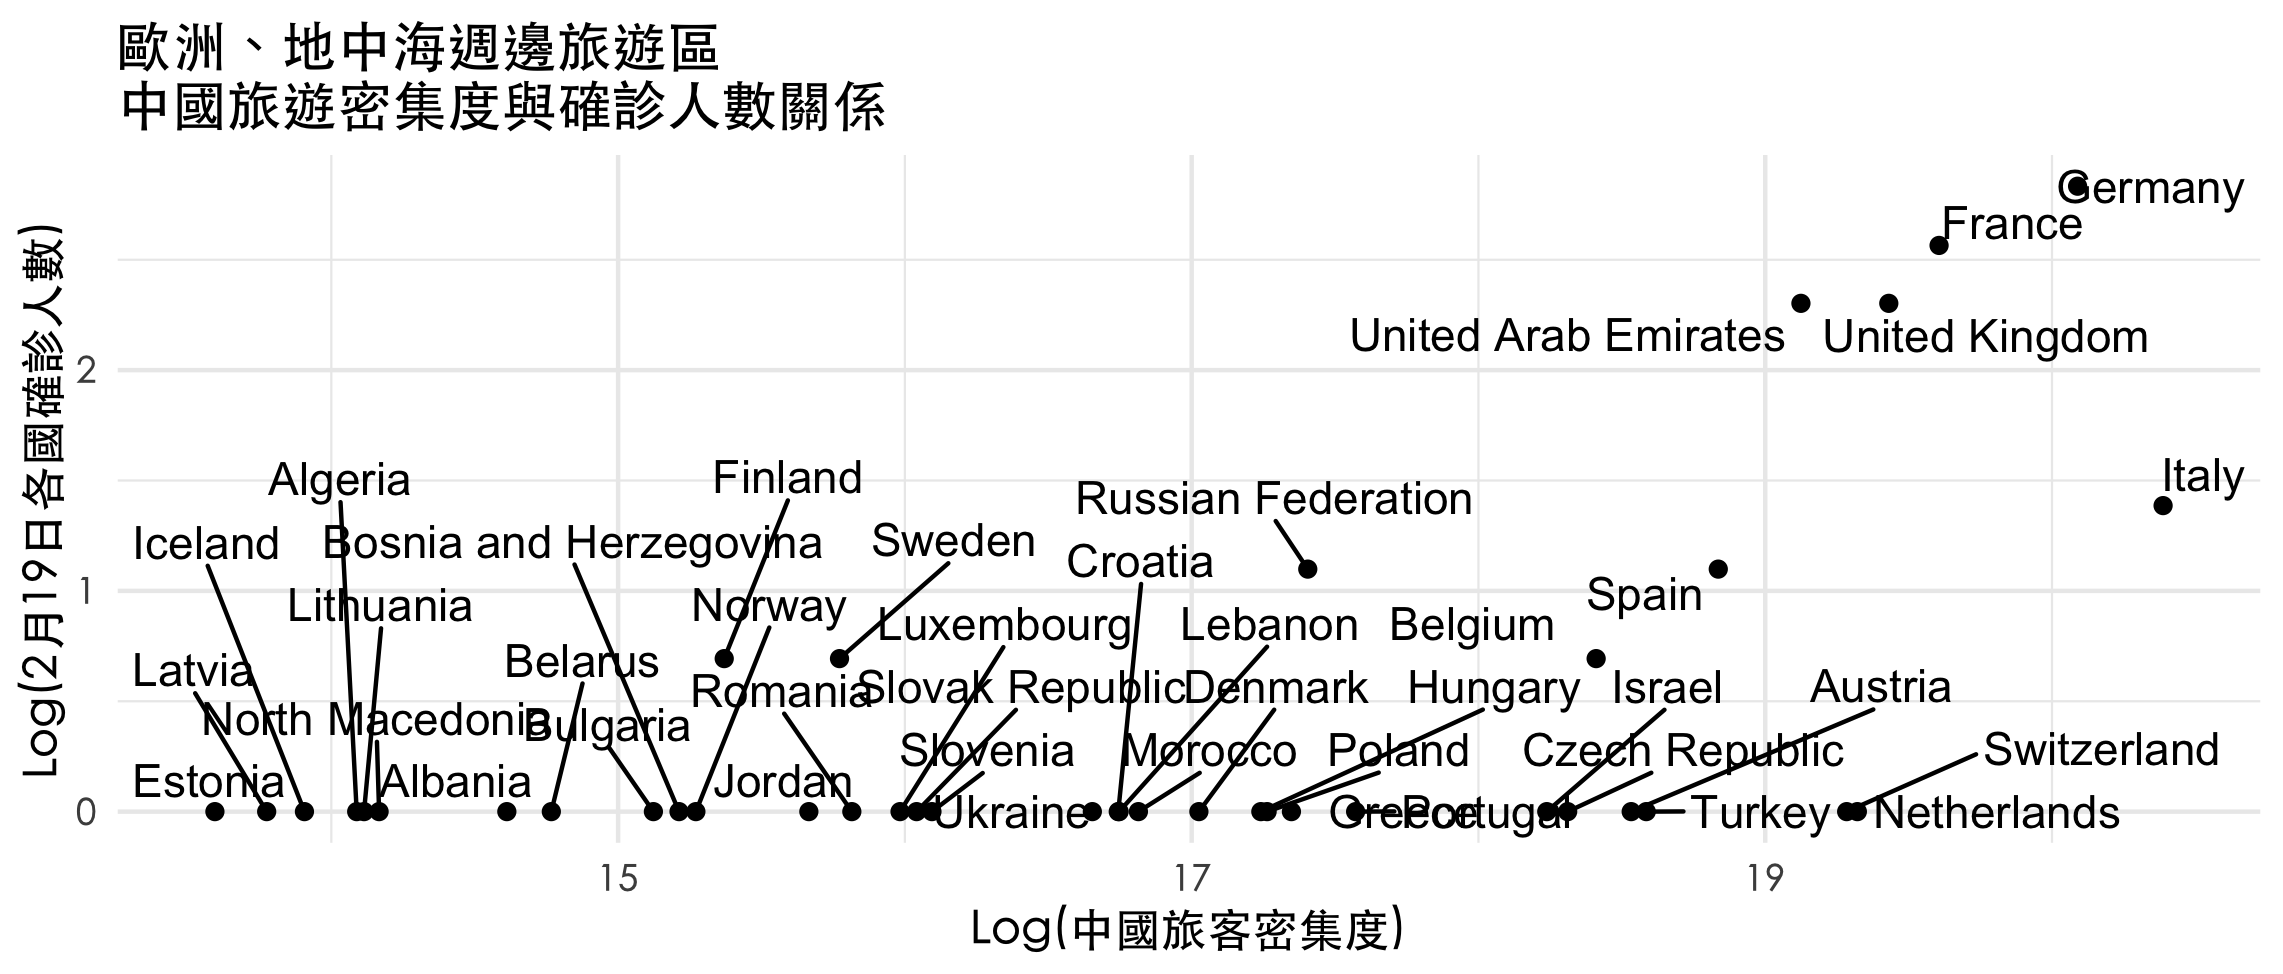 歐洲、地中海週邊旅遊區
中國旅遊密集度與確診人數關係
Log(2月19日各國確診人數)
2
1
0
Germany
France
United Arab Emirates
United Kingdom
Italy
Algeria
Finland
Russian Federation
Iceland
Bosnia and Herzegovina
Sweden
Croatia
Lithuania
Norway
Luxembourg
Lebanon
Belgium
Spain
Latvia
Belarus
Romania
Slovak Republic
Denmark
Hungary
Israel
Austria
North Macedonia
Bulgaria
Slovenia
Morocco
Poland
Czech Republic
Switzerland
Estonia
Albania
Jordan
Ukraine
Greece
Portugal
Turkey
Netherlands
15
17
19
Log(中國旅客密集度)